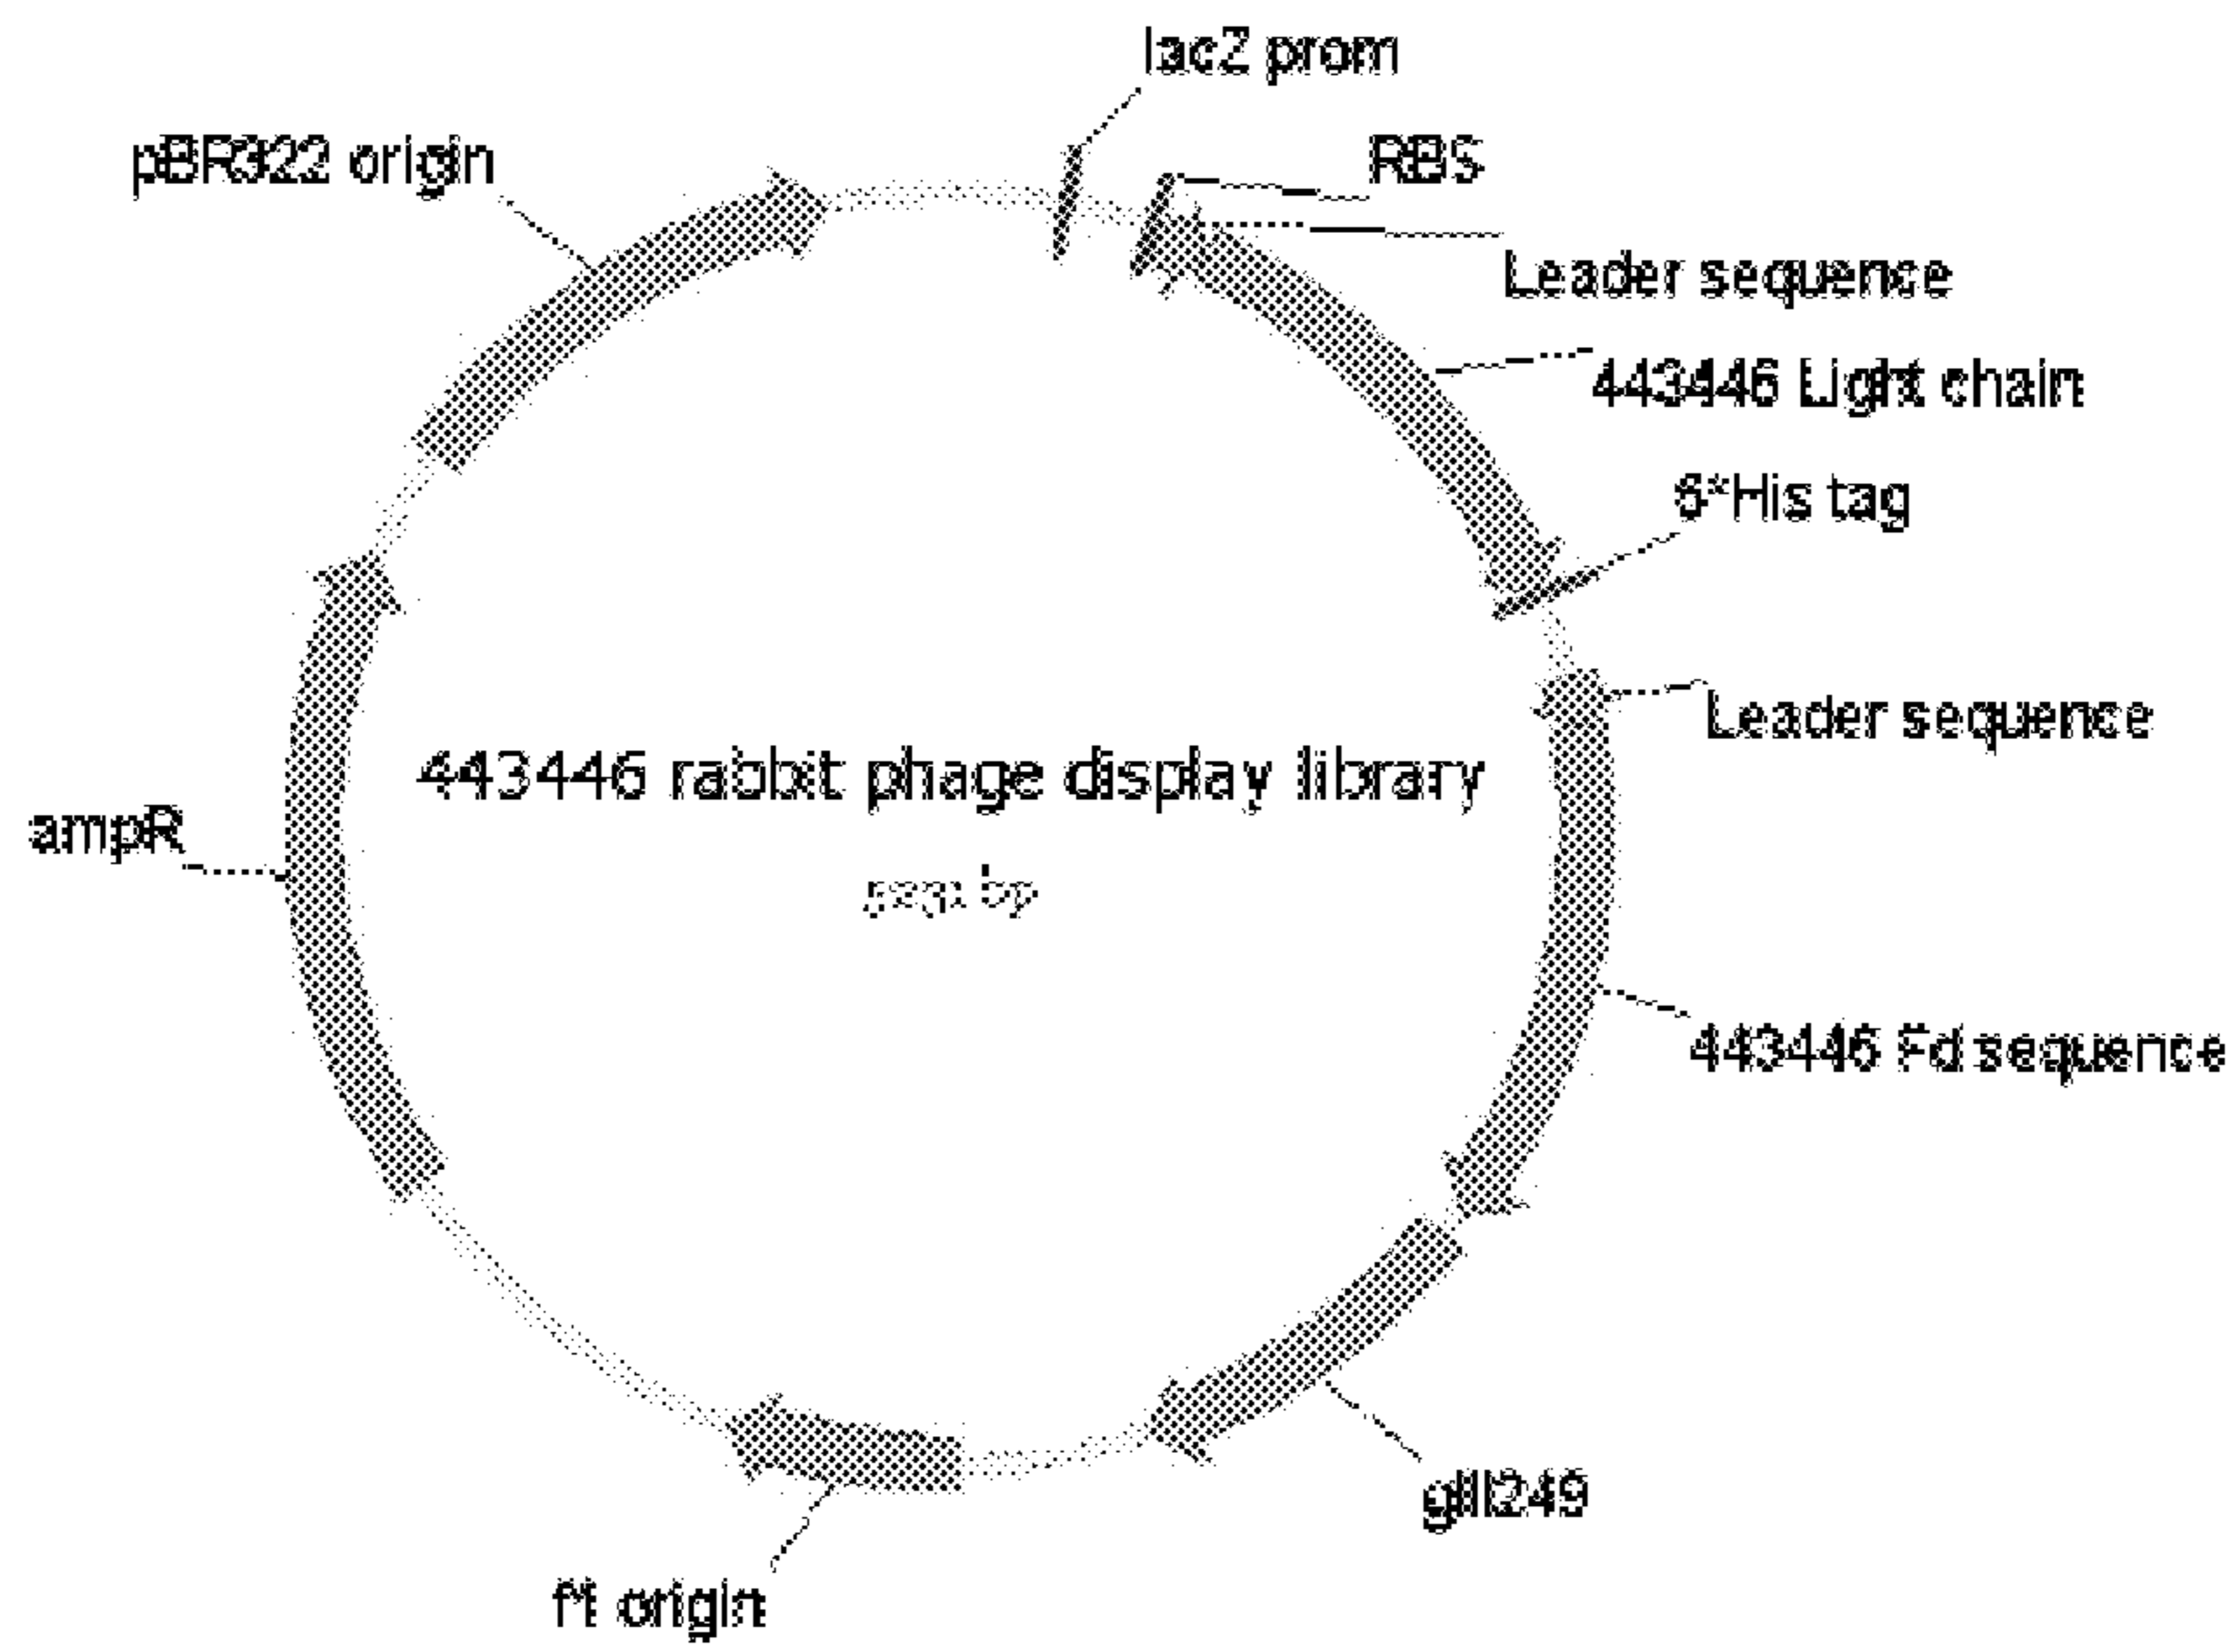 lacZ prom
pBR322 origin
RBS
Leader sequence
443446 Light chain
6*His tag
Leader sequence
443446 rabbit phage display library
bp
ampR
443446 Fd sequence
gIII249
f1 origin